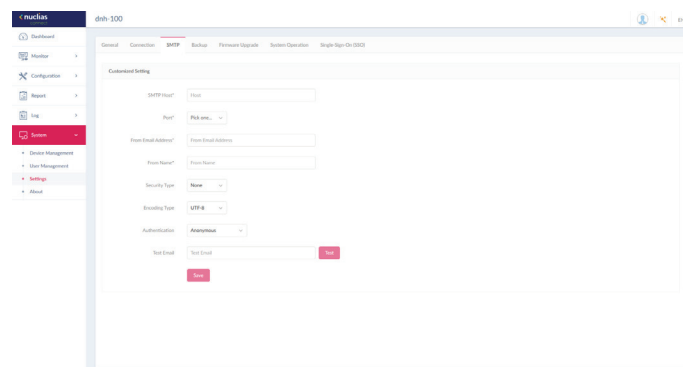 nuclias
connect
dnh-100
Dashboard
Monitor
Configuration
Report
Log
System
Device Management
User Management
Settings
About
General Connection SMTP Backup Firmware Upgrade System Operation Single Sign-On (SSO)
Customized Setting
SMTP Host* Host
Port* Pick one...
From Email Address* From Email Address
From Name* From Name
Security Type None
Encoding Type UTF-8
Authentication Anonymous
Test Email Test Email Test
Save